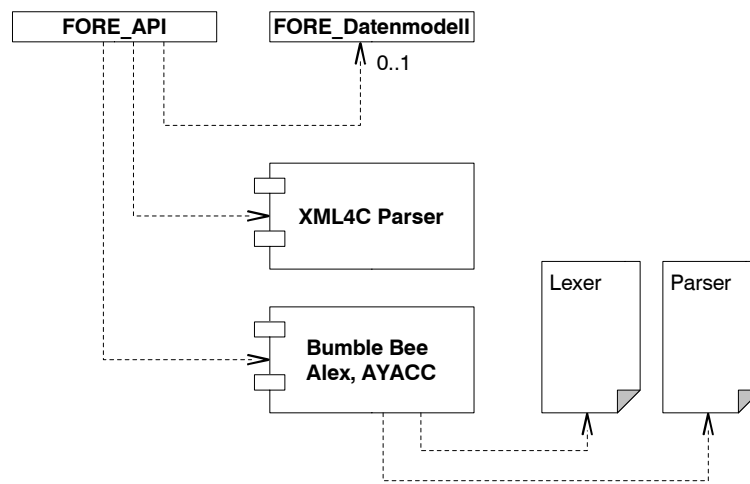 FORE_API
FORE_Datenmodell
0..1
XML4C Parser
Lexer
Parser
Bumble Bee
Alex, AYACC